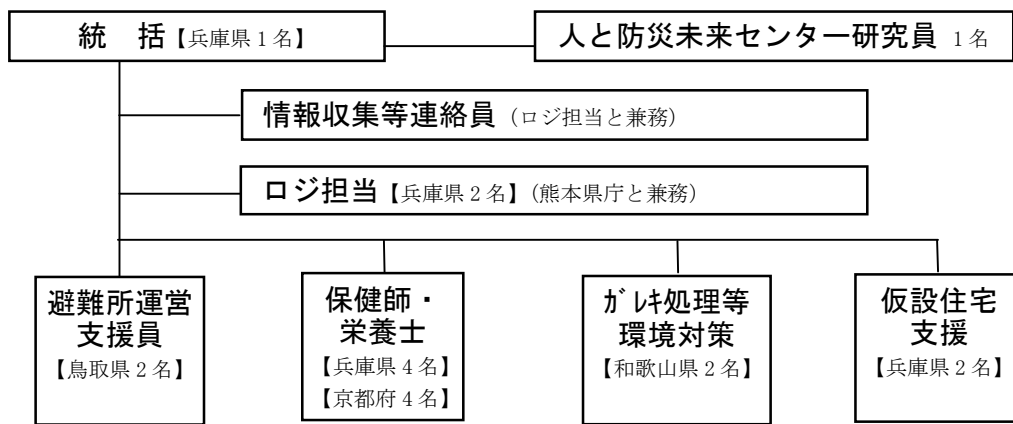 統　括【兵庫県１名】
人と防災未来センター研究員 １名
情報収集等連絡員（ロジ担当と兼務）
ロジ担当【兵庫県２名】（熊本県庁と兼務）
避難所運営
支援員
【鳥取県２名】
保健師・
栄養士
【兵庫県４名】
【京都府４名】
ｶﾞﾚｷ処理等
環境対策
【和歌山県２名】
仮設住宅
支援
【兵庫県２名】